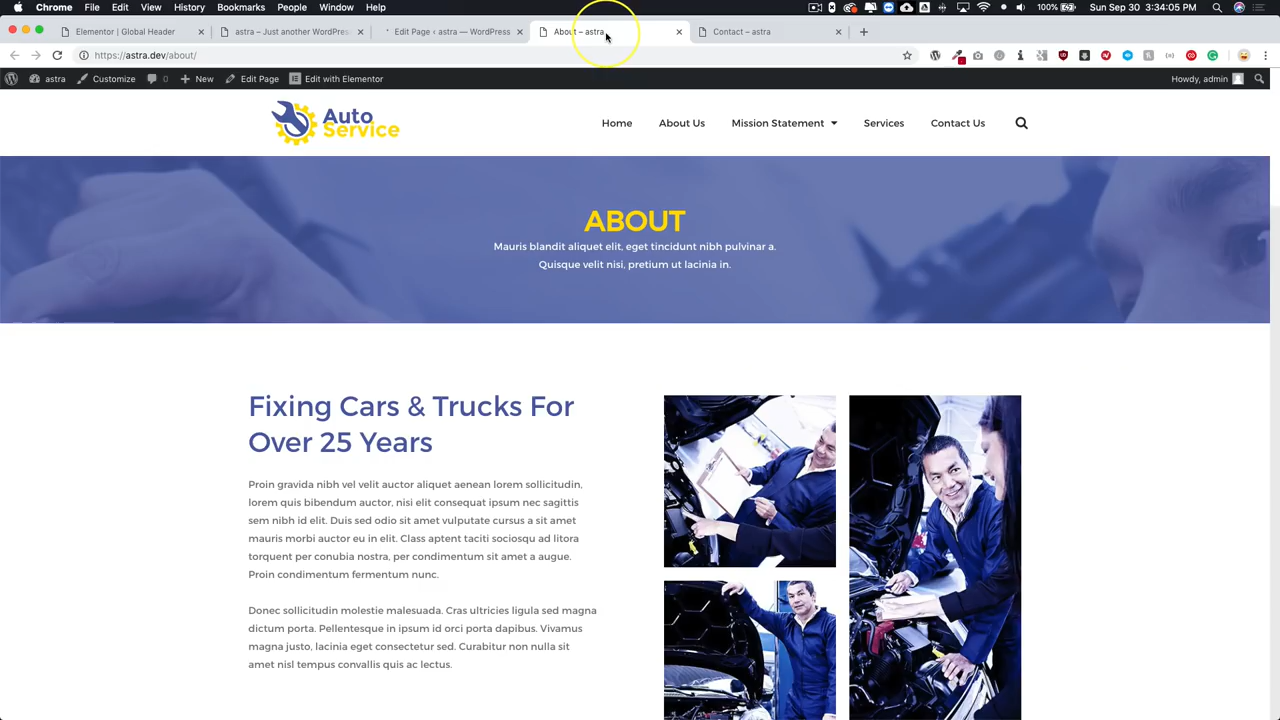 Chrome File Edit View History Bookmarks People Window Help
100% Sun Sep 30 3:34:05 PM
Elementor | Global Header
astra – Just another WordPres
Edit Page ‹ astra — WordPress
About – astra
Contact – astra
https://astra.dev/about/
astra Customize 0 New Edit Page Edit with Elementor
Howdy, admin
Auto
Service
Home About Us Mission Statement Services Contact Us
ABOUT
Mauris blandit aliquet elit, eget tincidunt nibh pulvinar a.
Quisque velit nisi, pretium ut lacinia in.
Fixing Cars & Trucks For
Over 25 Years
Proin gravida nibh vel velit auctor aliquet aenean lorem sollicitudin,
lorem quis bibendum auctor, nisi elit consequat ipsum nec sagittis
sem nibh id elit. Duis sed odio sit amet vulputate cursus a sit amet
mauris morbi auctor eu in elit. Class aptent taciti sociosqu ad litora
torquent per conubia nostra, per condimentum sit amet a augue.
Proin condimentum fermentum nunc.
Donec sollicitudin molestie malesuada. Cras ultricies ligula sed magna
dictum porta. Pellentesque in ipsum id orci porta dapibus. Vivamus
magna justo, lacinia eget consectetur sed. Curabitur non nulla sit
amet nisl tempus convallis quis ac lectus.